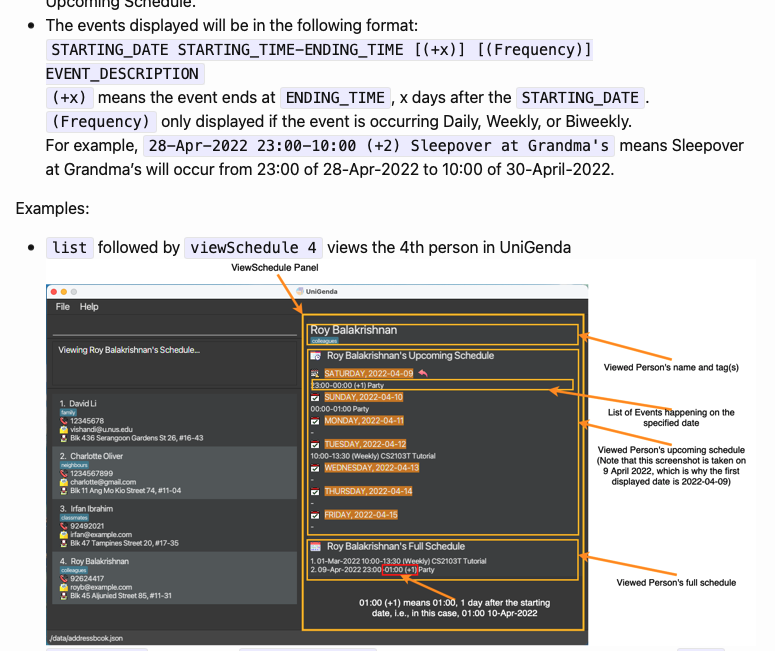 Upcoming Schedule.
• The events displayed will be in the following format:
STARTING_DATE STARTING_TIME-ENDING_TIME [(+x)] [(Frequency)]
EVENT_DESCRIPTION
(+x) means the event ends at ENDING_TIME, x days after the STARTING_DATE.
(Frequency) only displayed if the event is occurring Daily, Weekly, or Biweekly.
For example, 28-Apr-2022 23:00-10:00 (+2) Sleepover at Grandma's means Sleepover
at Grandma's will occur from 23:00 of 28-Apr-2022 to 10:00 of 30-April-2022.
Examples:
• list followed by viewSchedule 4 views the 4th person in UniGenda
ViewSchedule Panel
UniGenda
File Help
Viewing Roy Balakrishnan's Schedule...
1. David Li
family
12345678
vishandi@u.nus.edu
Blk 436 Serangoon Gardens St 26, #16-43
2. Charlotte Oliver
neighbours
1234567899
charlotte@gmail.com
Blk 11 Ang Mo Kio Street 74, #11-04
3. Irfan Ibrahim
classmates
92492021
irfan@example.com
Blk 47 Tampines Street 20, #17-35
4. Roy Balakrishnan
colleagues
92624417
royb@example.com
Blk 45 Aljunied Street 85, #11-31
/data/addressbook.json
Roy Balakrishnan
colleagues
Roy Balakrishnan's Upcoming Schedule
SATURDAY, 2022-04-09
23:00-00:00 (+1) Party
SUNDAY, 2022-04-10
00:00-01:00 Party
MONDAY, 2022-04-11
-
TUESDAY, 2022-04-12
10:00-13:30 (Weekly) CS2103T Tutorial
WEDNESDAY, 2022-04-13
-
THURSDAY, 2022-04-14
-
FRIDAY, 2022-04-15
-
Roy Balakrishnan's Full Schedule
1. 01-Mar-2022 10:00-13:30 (Weekly) CS2103T Tutorial
2. 09-Apr-2022 23:00-01:00 (+1) Party
01:00 (+1) means 01:00, 1 day after the starting
date, i.e., in this case, 01:00 10-Apr-2022
Viewed Person's name and tag(s)
List of Events happening on the
specified date
Viewed Person's upcoming schedule
(Note that this screenshot is taken on
9 April 2022, which is why the first
displayed date is 2022-04-09)
Viewed Person's full schedule